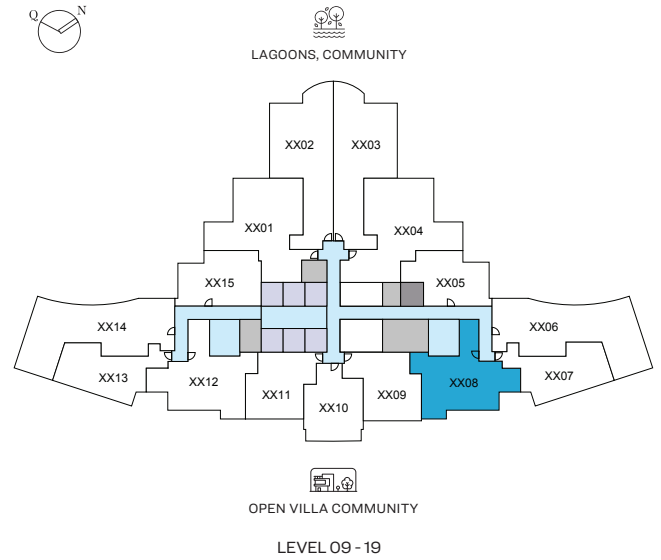 Q N
LAGOONS, COMMUNITY
XX02 XX03
XX01 XX04
XX15 XX05
XX14 XX06
XX13 XX12 XX08 XX07
XX11 XX10 XX09
OPEN VILLA COMMUNITY
LEVEL 09 - 19